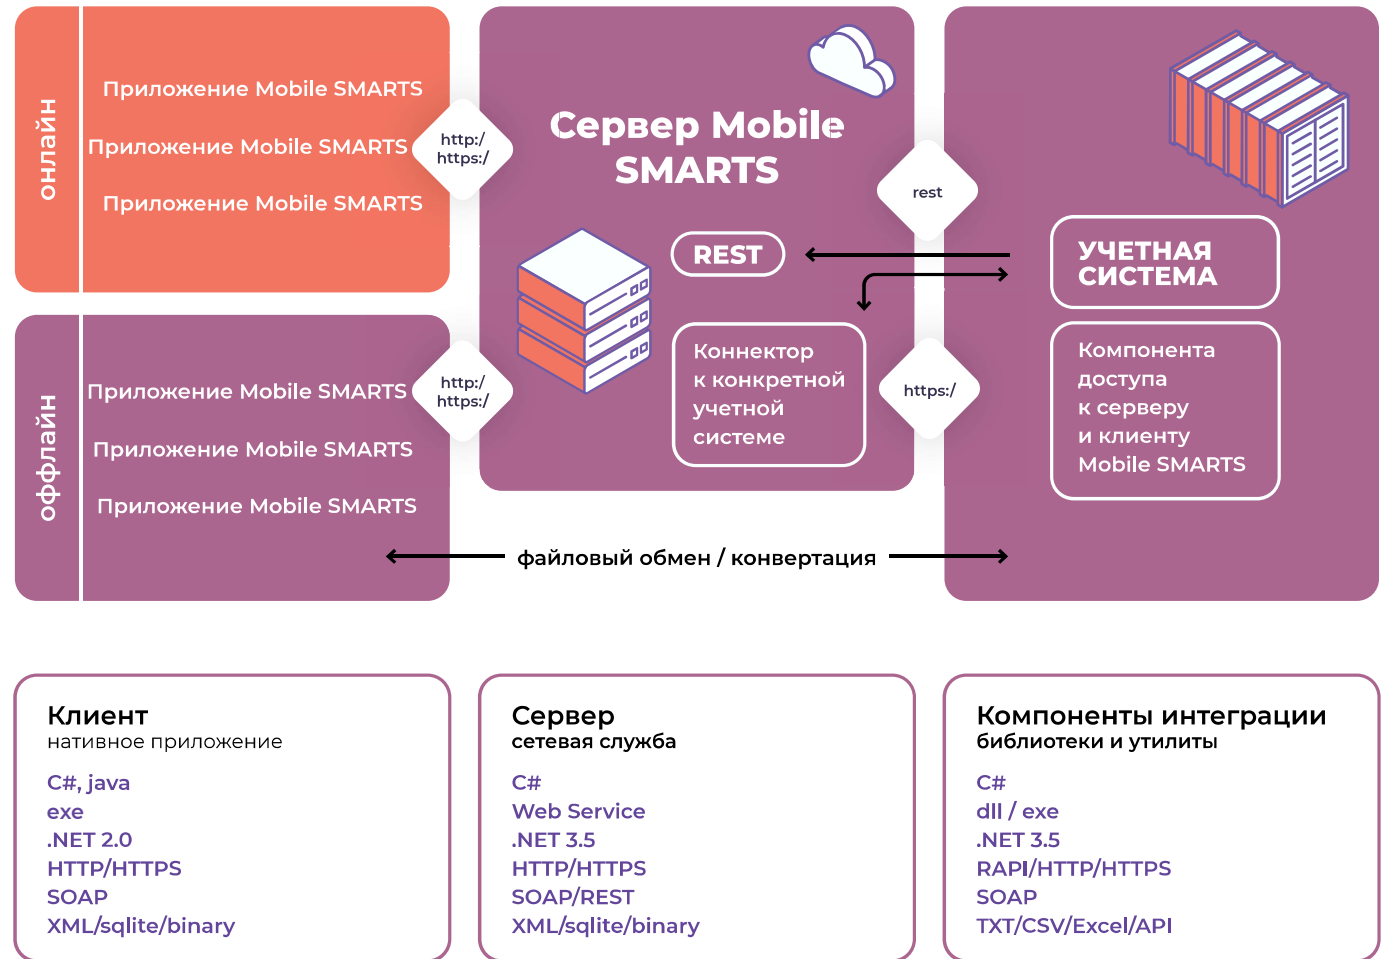 онлайн
Приложение Mobile SMARTS
Приложение Mobile SMARTS
Приложение Mobile SMARTS
http:/
https:/
Сервер Mobile
SMARTS
REST
rest
УЧЕТНАЯ
СИСТЕМА
оффлайн
Приложение Mobile SMARTS
Приложение Mobile SMARTS
Приложение Mobile SMARTS
http:/
https:/
Коннектор
к конкретной
учетной
системе
https:/
Компонента
доступа
к серверу
и клиенту
Mobile SMARTS
файловый обмен / конвертация
Клиент
нативное приложение
C#, java
exe
.NET 2.0
HTTP/HTTPS
SOAP
XML/sqlite/binary
Сервер
сетевая служба
C#
Web Service
.NET 3.5
HTTP/HTTPS
SOAP/REST
XML/sqlite/binary
Компоненты интеграции
библиотеки и утилиты
C#
dll / exe
.NET 3.5
RAPI/HTTP/HTTPS
SOAP
TXT/CSV/Excel/API